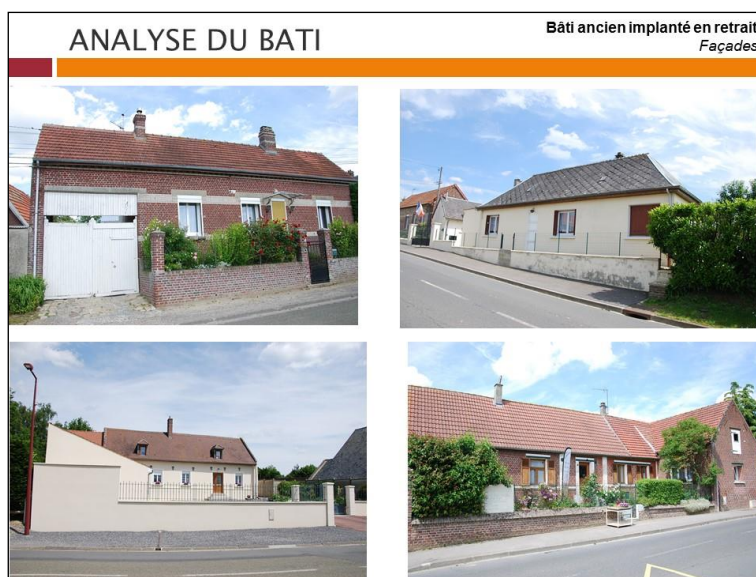 ANALYSE DU BATI
Bâti ancien implanté en retrait
Façades